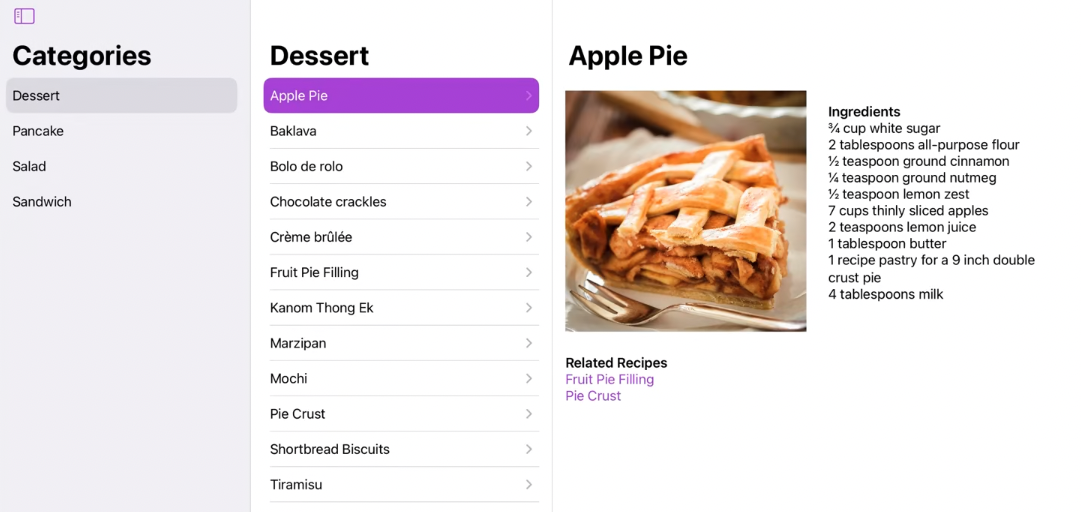 Categories
Dessert
Pancake
Salad
Sandwich
Dessert
Apple Pie
Baklava
Bolo de rolo
Chocolate crackles
Crème brûlée
Fruit Pie Filling
Kanom Thong Ek
Marzipan
Mochi
Pie Crust
Shortbread Biscuits
Tiramisu
Apple Pie
Ingredients
¾ cup white sugar
2 tablespoons all-purpose flour
½ teaspoon ground cinnamon
¼ teaspoon ground nutmeg
½ teaspoon lemon zest
7 cups thinly sliced apples
2 teaspoons lemon juice
1 tablespoon butter
1 recipe pastry for a 9 inch double
crust pie
4 tablespoons milk
Related Recipes
Fruit Pie Filling
Pie Crust